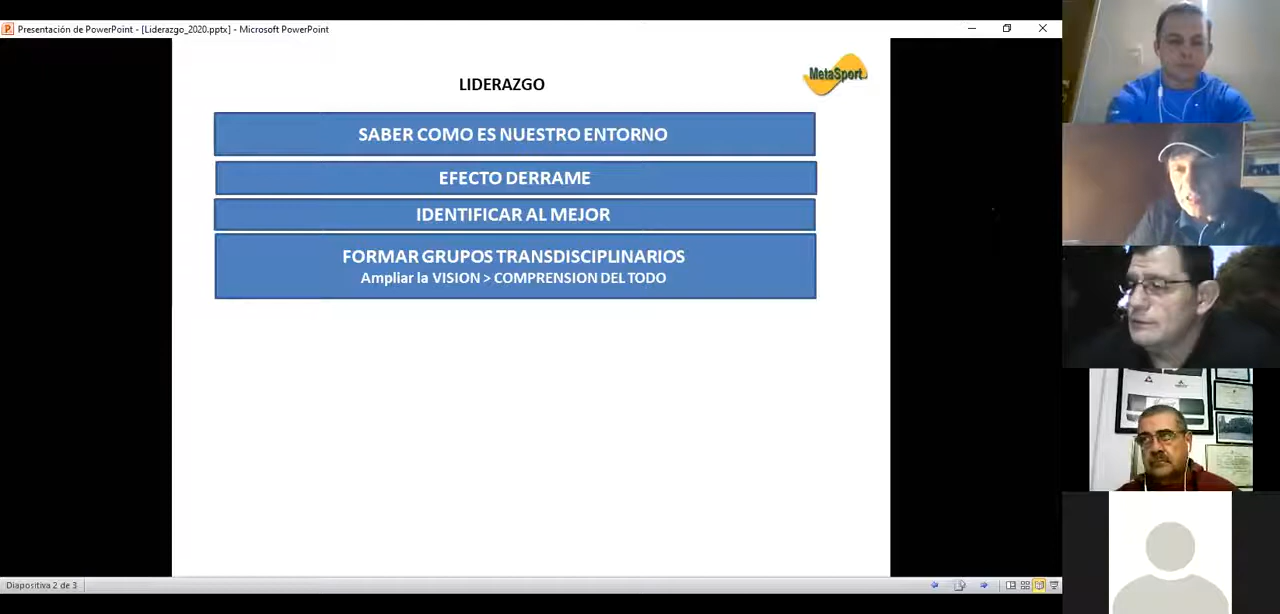 Presentación de PowerPoint - [Liderazgo_2020.pptx] - Microsoft PowerPoint
LIDERAZGO
MetaSport
SABER COMO ES NUESTRO ENTORNO
EFECTO DERRAME
IDENTIFICAR AL MEJOR
FORMAR GRUPOS TRANSDISCIPLINARIOS
Ampliar la VISION > COMPRENSION DEL TODO
Diapositiva 2 de 3